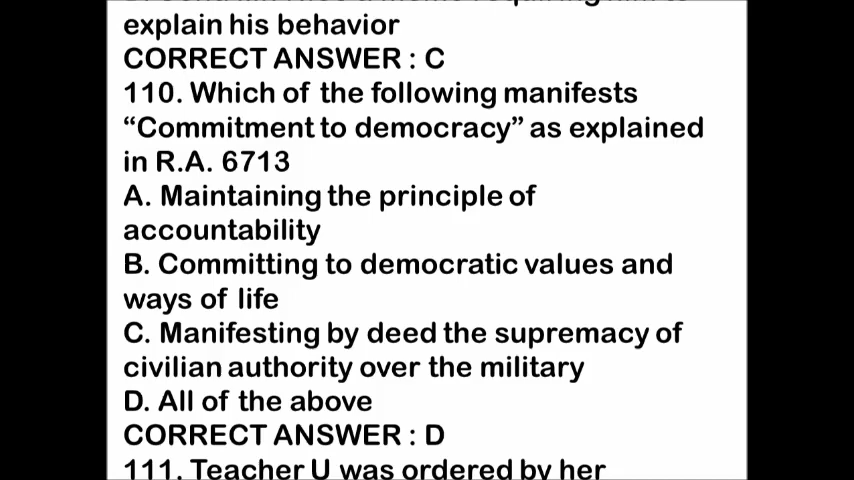 explain his behavior
CORRECT ANSWER : C
110. Which of the following manifests
“Commitment to democracy” as explained
in R.A. 6713
A. Maintaining the principle of
accountability
B. Committing to democratic values and
ways of life
C. Manifesting by deed the supremacy of
civilian authority over the military
D. All of the above
CORRECT ANSWER : D
111. Teacher U was ordered by her